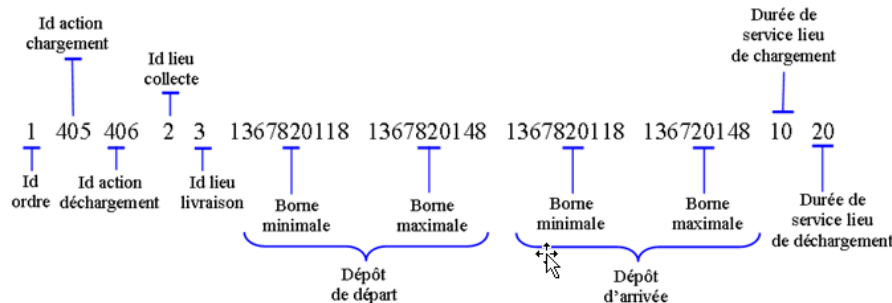 Id action
chargement
Id lieu
collecte
Durée de
service lieu
de chargement
1 405 406 2 3 1367820118 1367820148 1367820118 136720148 10 20
Id
ordre
Id action
déchargement
Id lieu
livraison
Borne
minimale
Borne
maximale
Borne
minimale
Borne
maximale
Durée de
service lieu
de déchargement
Dépôt
de départ
Dépôt
d'arrivée